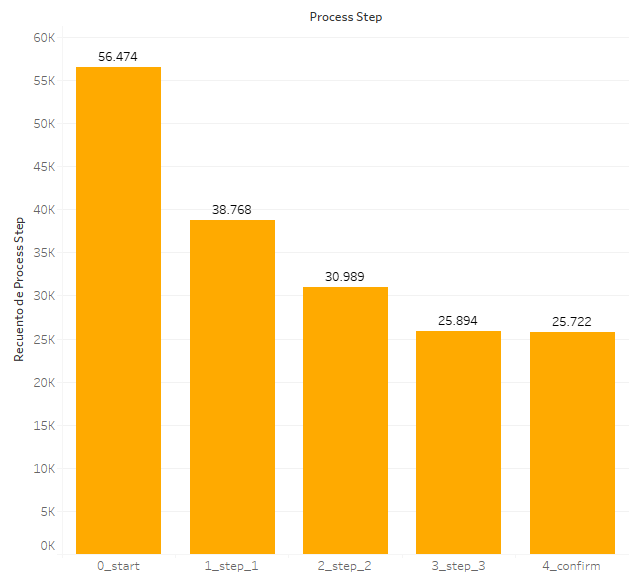 Process Step
60K
55K
50K
45K
40K
35K
30K
25K
20K
15K
10K
5K
0K
Recuento de Process Step
56.474
38.768
30.989
25.894
25.722
0_start
1_step_1
2_step_2
3_step_3
4_confirm